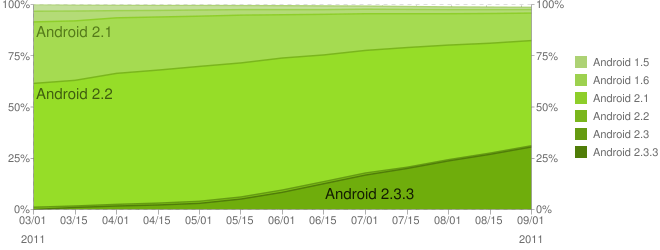 100%
100%
Android 2.1
75%
75%
Android 1.5
Android 1.6
Android 2.2
Android 2.1
50%
50%
Android 2.2
Android 2.3
Android 2.3.3
25%
25%
Android 2.3.3
0%
0%
03/01 03/15 04/01 04/15 05/01 05/15 06/01 06/15 07/01 07/15 08/01 08/15 09/01
2011 2011